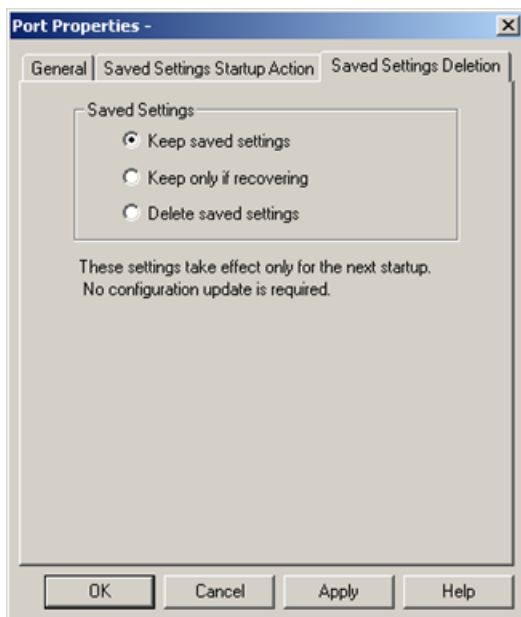 Port Properties -
General
Saved Settings Startup Action
Saved Settings Deletion
Saved Settings
Keep saved settings
Keep only if recovering
Delete saved settings
These settings take effect only for the next startup.
No configuration update is required.
OK
Cancel
Apply
Help